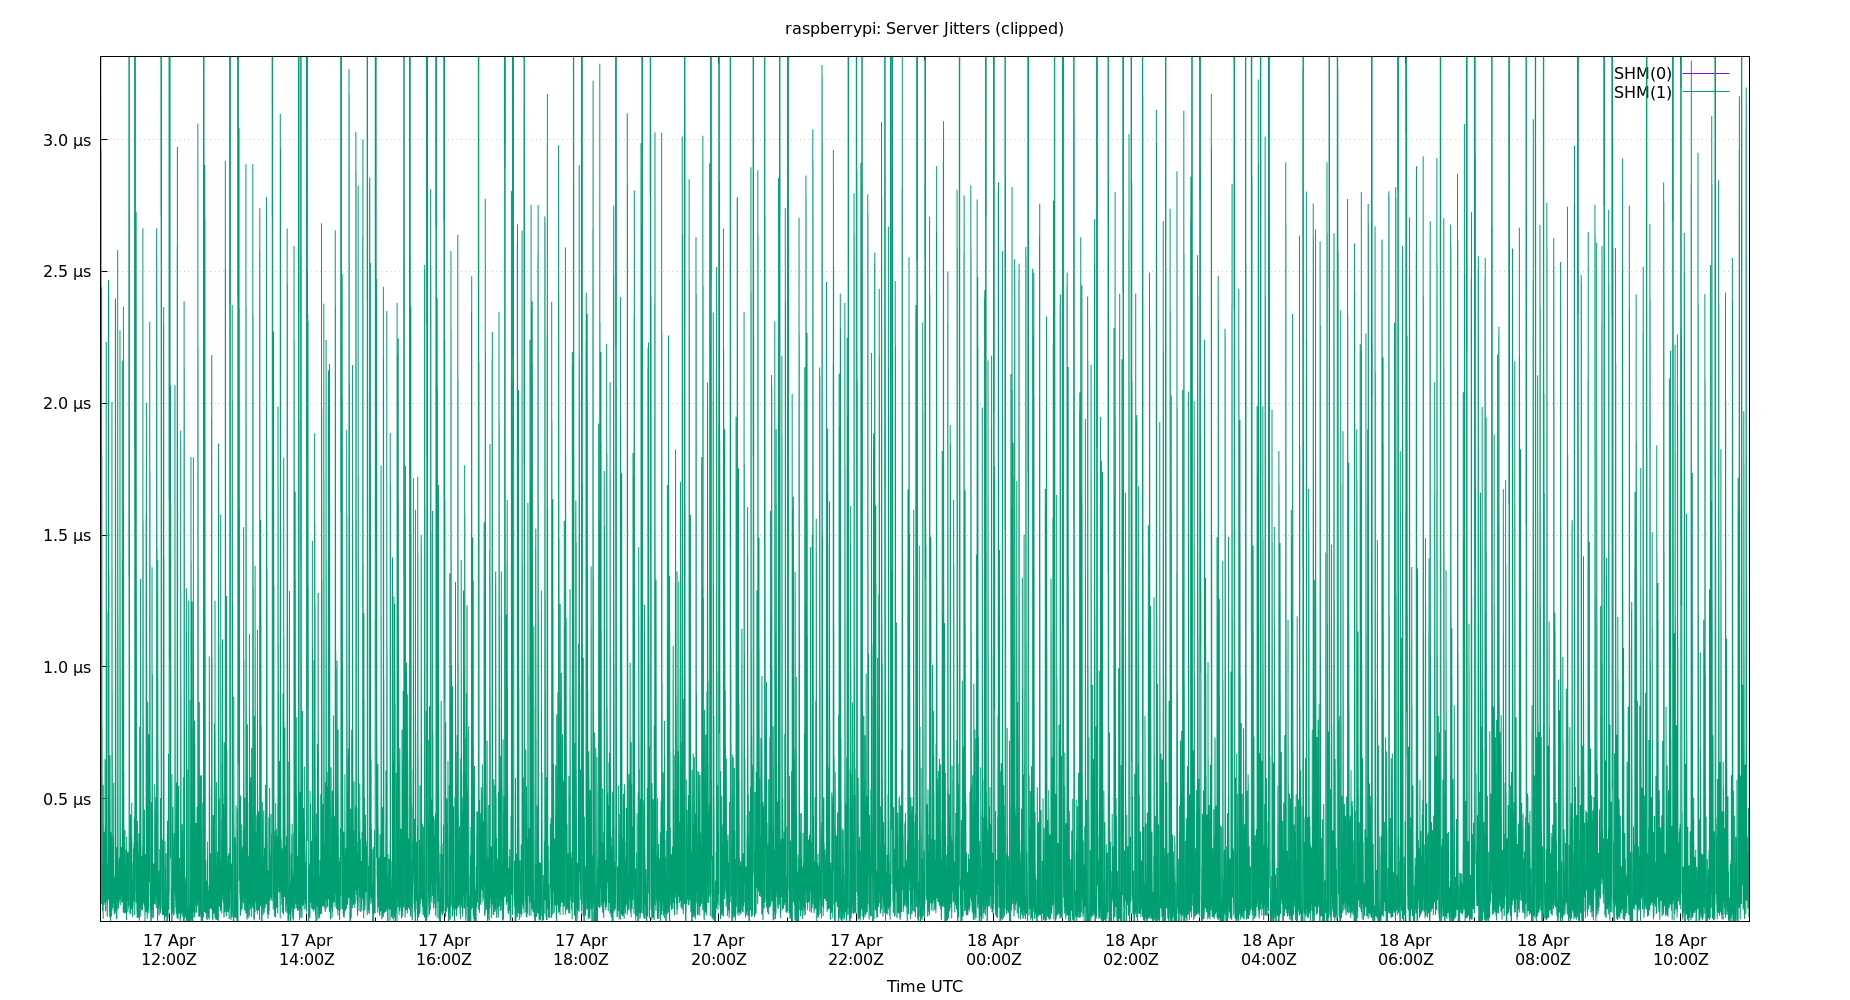 raspberrypi: Server Jitters (clipped)
SHM(0)
SHM(1)
3.0 µs
2.5 µs
2.0 µs
1.5 µs
1.0 µs
0.5 µs
17 Apr 17 Apr 17 Apr 17 Apr 17 Apr 17 Apr 18 Apr 18 Apr 18 Apr 18 Apr 18 Apr 18 Apr
12:00Z 14:00Z 16:00Z 18:00Z 20:00Z 22:00Z 00:00Z 02:00Z 04:00Z 06:00Z 08:00Z 10:00Z
Time UTC